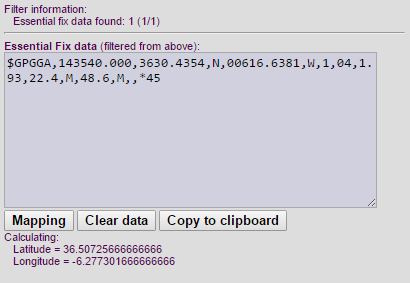 Filter information:
Essential fix data found: 1 (1/1)
Essential Fix data (filtered from above):
$GPGGA,143540.000,3630.4354,N,00616.6381,W,1,04,1.
93,22.4,M,48.6,M,,*45
Mapping Clear data Copy to clipboard
Calculating:
Latitude = 36.50725666666666
Longitude = -6.277301666666666